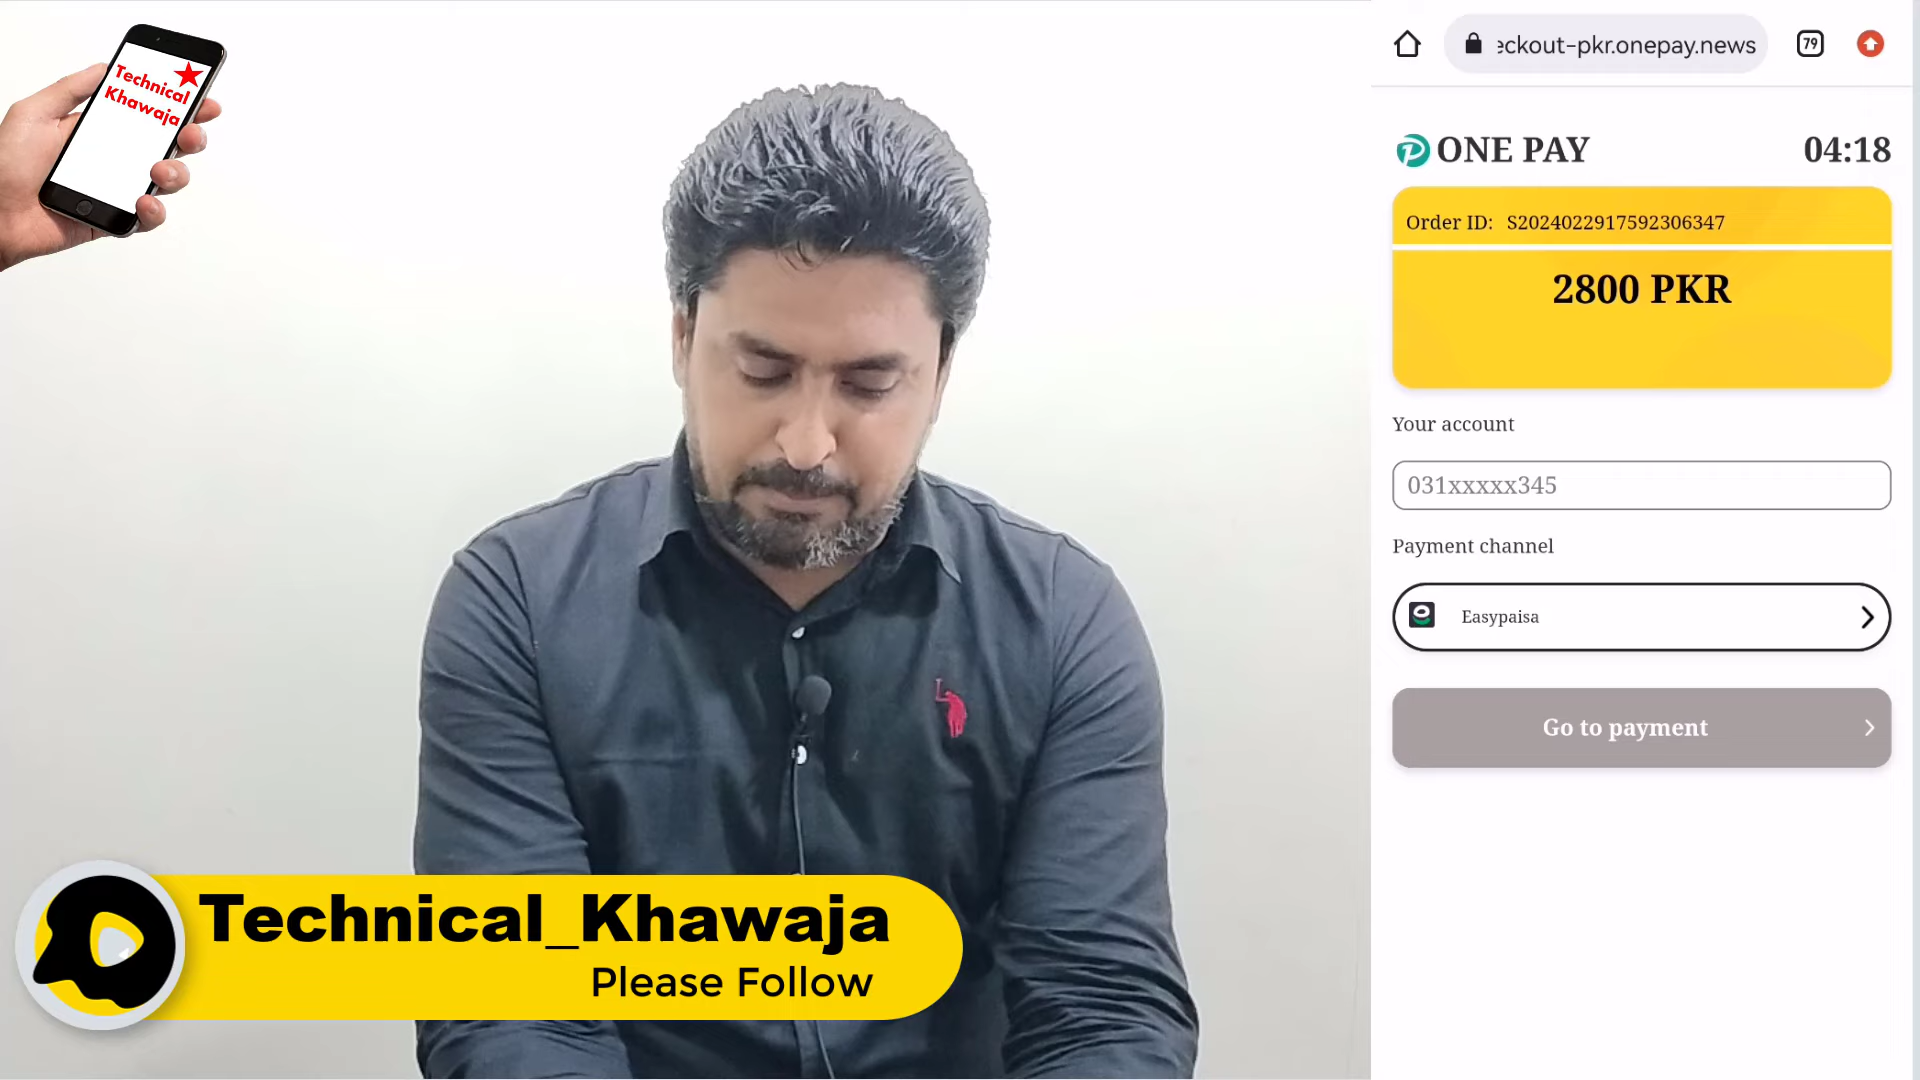 Technical
Khawaja
79
eckout-pkr.onepay.news
ONE PAY
04:18
Order ID: S2024022917592306347
2800 PKR
Your account
031xxxxx345
Payment channel
Easypaisa
Go to payment
Technical_Khawaja
Please Follow